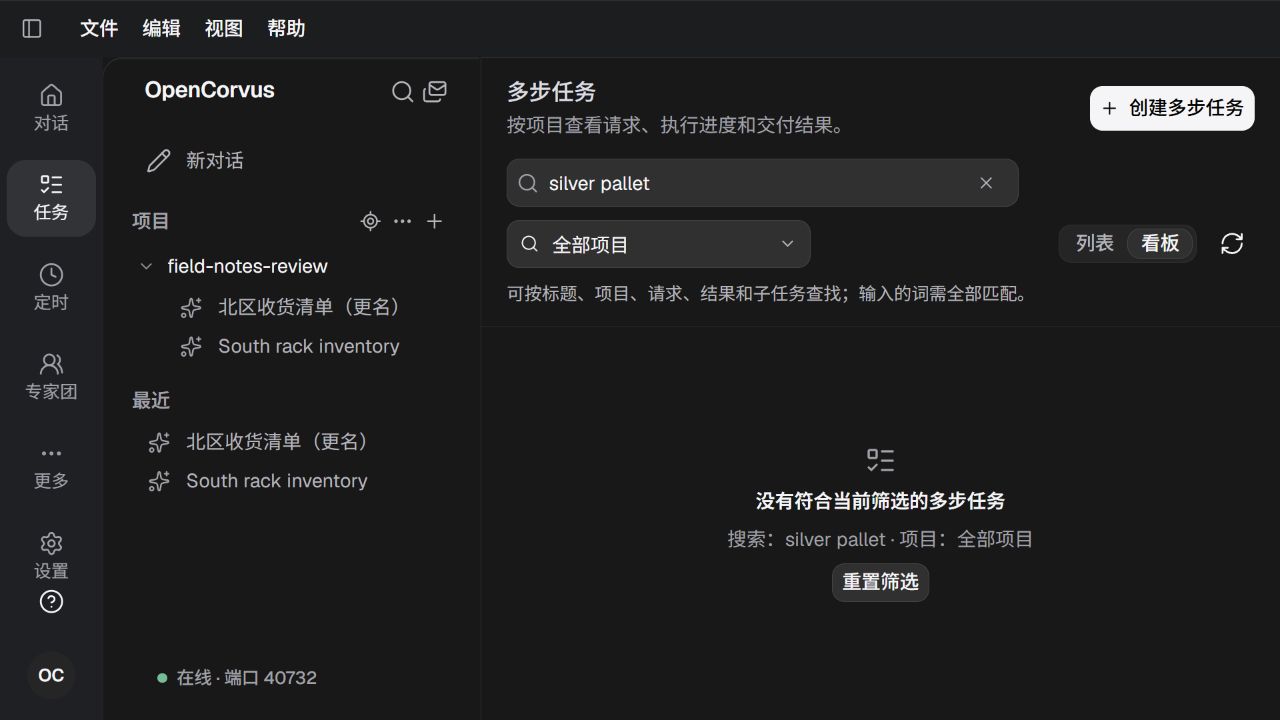 文件 编辑 视图 帮助
对话
任务
定时
专家团
更多
设置
OC
OpenCorvus
新对话
项目
field-notes-review
北区收货清单（更名）
South rack inventory
最近
北区收货清单（更名）
South rack inventory
在线 · 端口 40732
多步任务
按项目查看请求、执行进度和交付结果。
+ 创建多步任务
silver pallet
全部项目
列表 看板
可按标题、项目、请求、结果和子任务查找；输入的词需全部匹配。
没有符合当前筛选的多步任务
搜索：silver pallet · 项目：全部项目
重置筛选